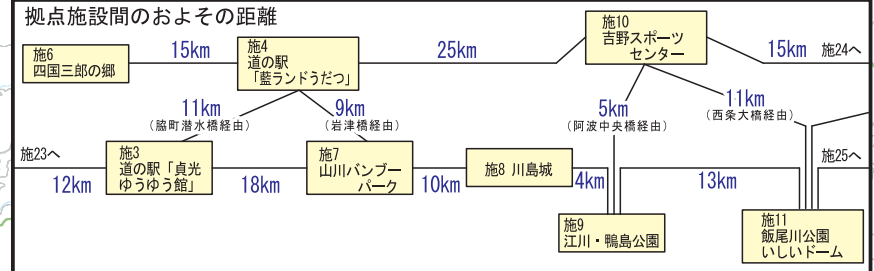 拠点施設間のおよその距離
施6
四国三郎の郷
15km
施4
道の駅
「藍ランドうだつ」
25km
施10
吉野スポーツ
センター
15km
施24へ
11km
(脇町潜水橋経由)
9km
(岩津橋経由)
5km
(阿波中央橋経由)
11km
(西条大橋経由)
施23へ
12km
施3
道の駅「貞光
ゆうゆう館」
18km
施7
山川バンブー
パーク
10km
施8 川島城
4km
13km
施25へ
施9
江川・鴨島公園
施11
飯尾川公園
いしいドーム